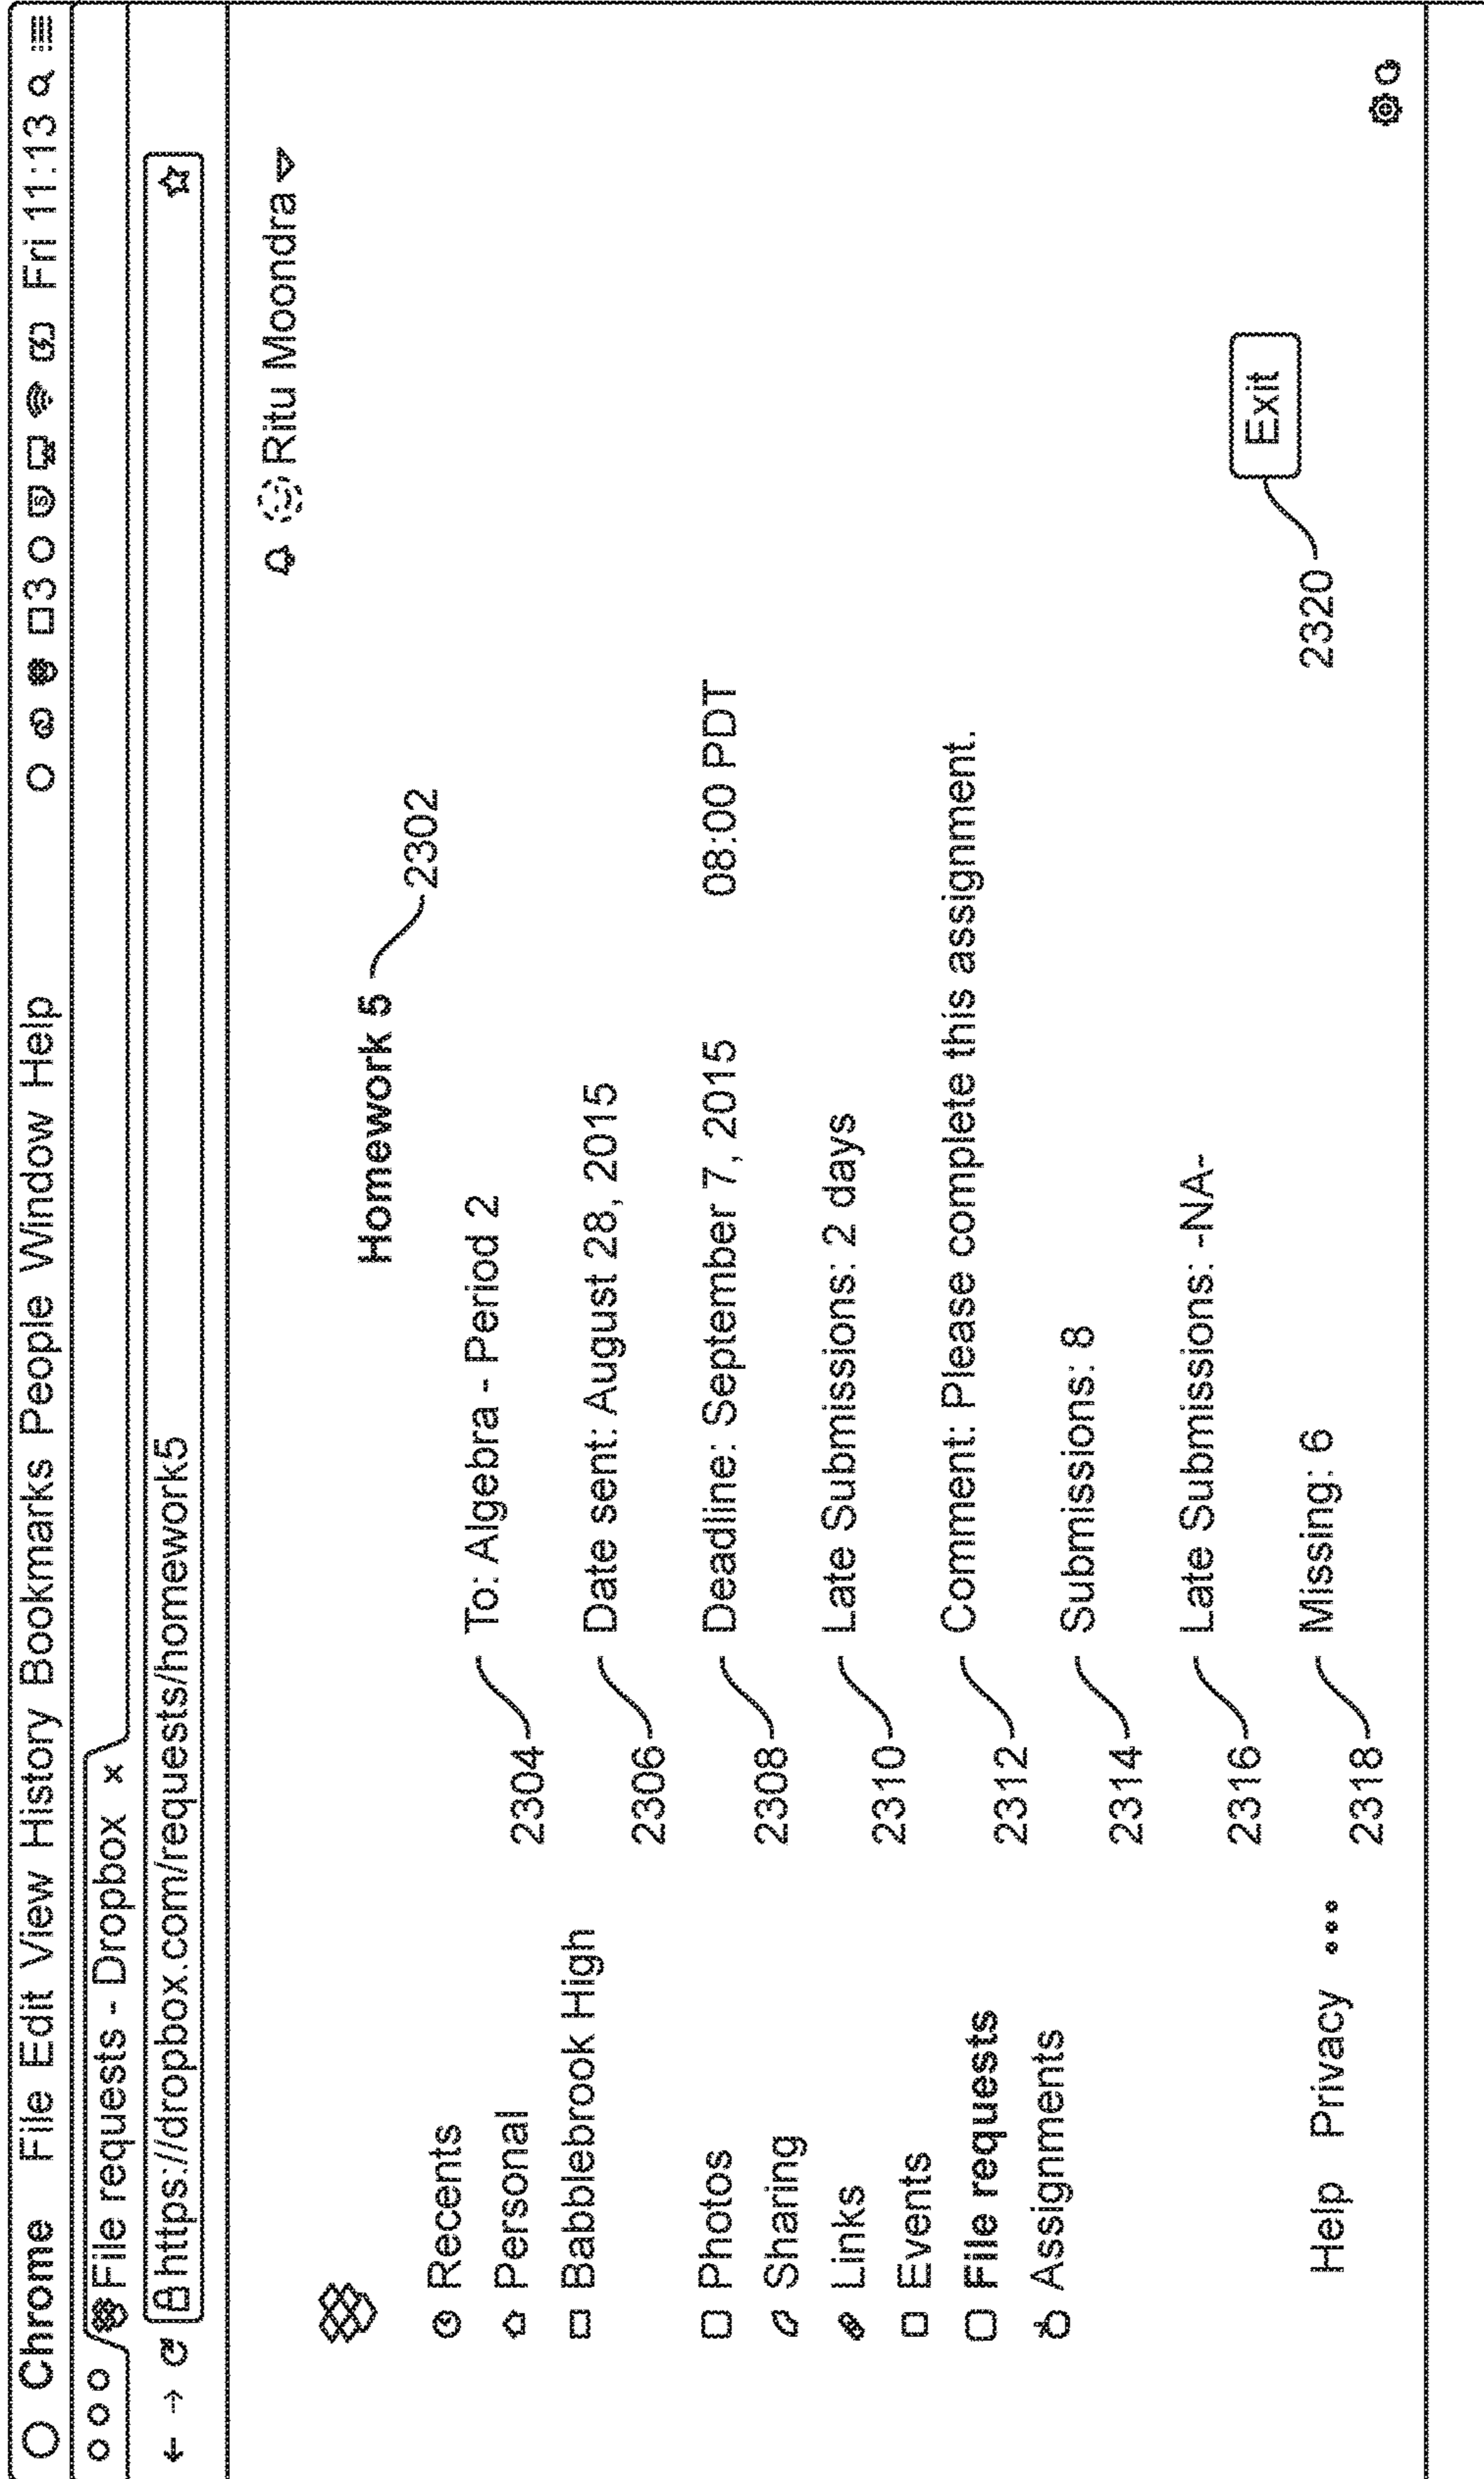 Chrome File Edit View History Bookmarks People Window Help 3 Fri 11:13
File requests - Dropbox x
https://dropbox.com/requests/homework5
Ritu Moondra
Recents
Personal
Babblebrook High
Photos
Sharing
Links
Events
File requests
Assignments
Help Privacy •••
Homework 5 2302
2304 To: Algebra - Period 2
2306 Date sent: August 28, 2015
2308 Deadline: September 7, 2015 08:00 PDT
2310 Late Submissions: 2 days
2312 Comment: Please complete this assignment.
2314 Submissions: 8
2316 Late Submissions: -NA-
2318 Missing: 6
2320 Exit